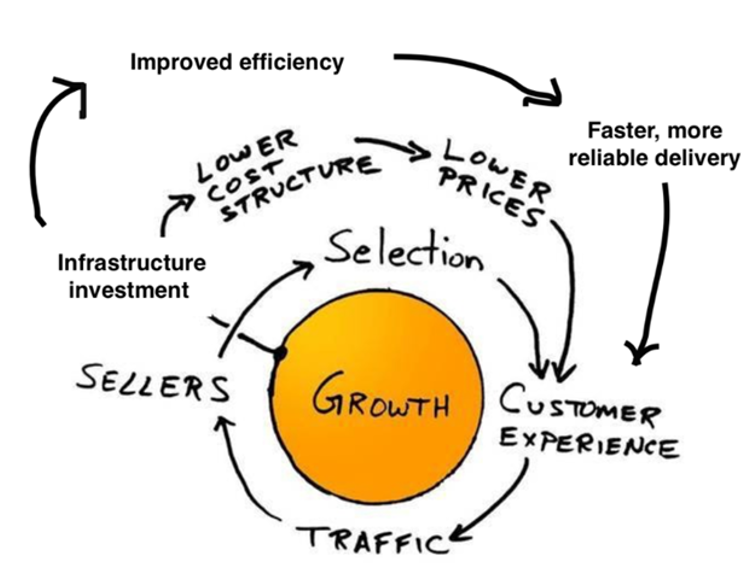 Improved efficiency
Faster, more
reliable delivery
LOWER
COST
STRUCTURE
LOWER
PRICES
Infrastructure
investment
Selection
SELLERS
GROWTH
CUSTOMER
EXPERIENCE
TRAFFIC